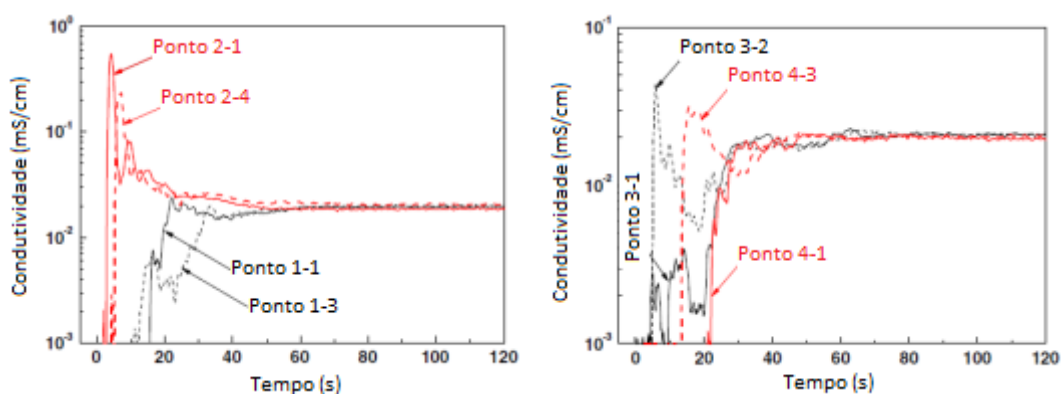 10⁰
10⁻¹
10⁻²
10⁻³
Condutividade (mS/cm)
Ponto 2-1
Ponto 2-4
Ponto 1-1
Ponto 1-3
0 20 40 60 80 100 120
Tempo (s)
10⁻¹
10⁻²
10⁻³
Condutividade (mS/cm)
Ponto 3-2
Ponto 4-3
Ponto 3-1
Ponto 4-1
0 20 40 60 80 100 120
Tempo (s)